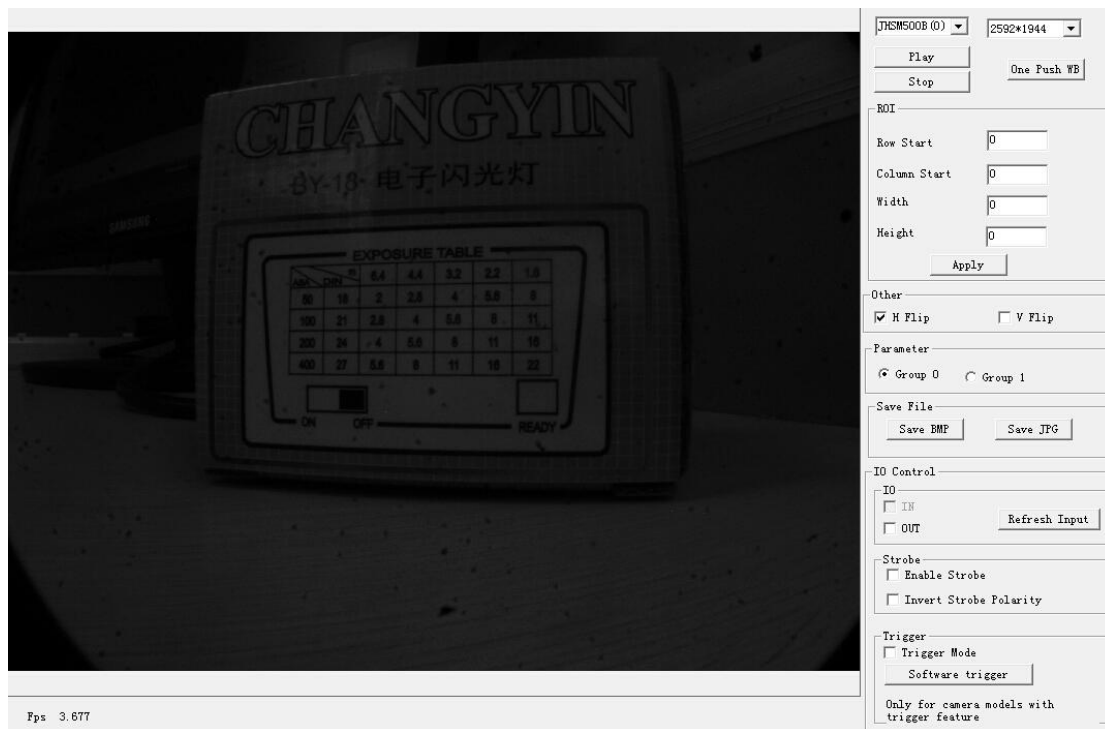 CHANGYIN
BY-18 电子闪光灯
SAMSUNG
EXPOSURE TABLE
ASA DIN m 6.4 4.4 3.2 2.2 1.6
50 18 2 2.8 4 5.6 8
100 21 2.8 4 5.6 8 11
200 24 4 5.6 8 11 16
400 27 5.6 8 11 16 22
ON OFF READY
Fps 3.677
JHSM500B(0) 2592*1944
Play
One Push WB
Stop
ROI
Row Start 0
Column Start 0
Width 0
Height 0
Apply
Other
H Flip V Flip
Parameter
Group 0 Group 1
Save File
Save BMP Save JPG
IO Control
IO
IN
OUT
Refresh Input
Strobe
Enable Strobe
Invert Strobe Polarity
Trigger
Trigger Mode
Software trigger
Only for camera models with
trigger feature